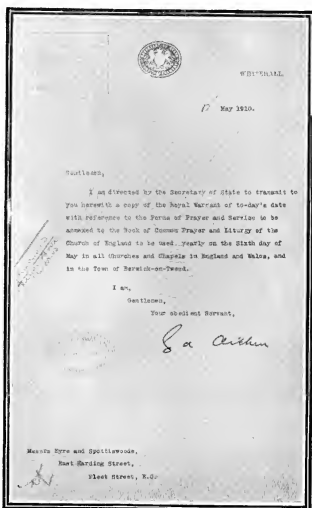 WHITEHALL
12 May 1910.
Gentlemen,
I am directed by the Secretary of State to transmit to
you herewith a copy of the Royal Warrant of to-day's date
with reference to the Forms of Prayer and Service to be
annexed to the Book of Common Prayer and Liturgy of the
Church of England to be used yearly on the Sixth day of
May in all Churches and Chapels in England and Wales, and
in the Town of Berwick-on-Tweed.
I am,
Gentlemen,
Your obedient Servant,
G a Aitken
Messrs Eyre and Spottiswoode,
East Harding Street,
Fleet Street, E.C.